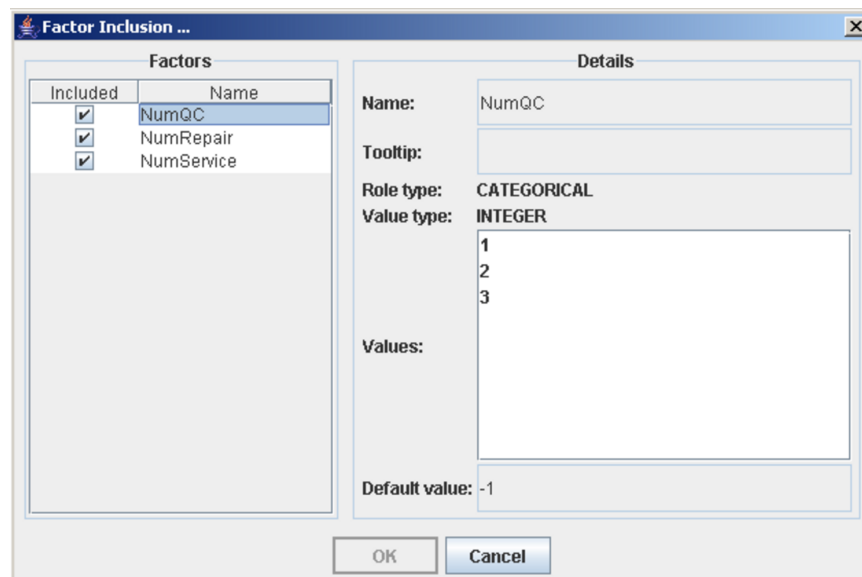 Factor Inclusion ...
Factors
Included Name
NumQC
NumRepair
NumService
Details
Name: NumQC
Tooltip:
Role type: CATEGORICAL
Value type: INTEGER
Values:
1
2
3
Default value: -1
OK Cancel